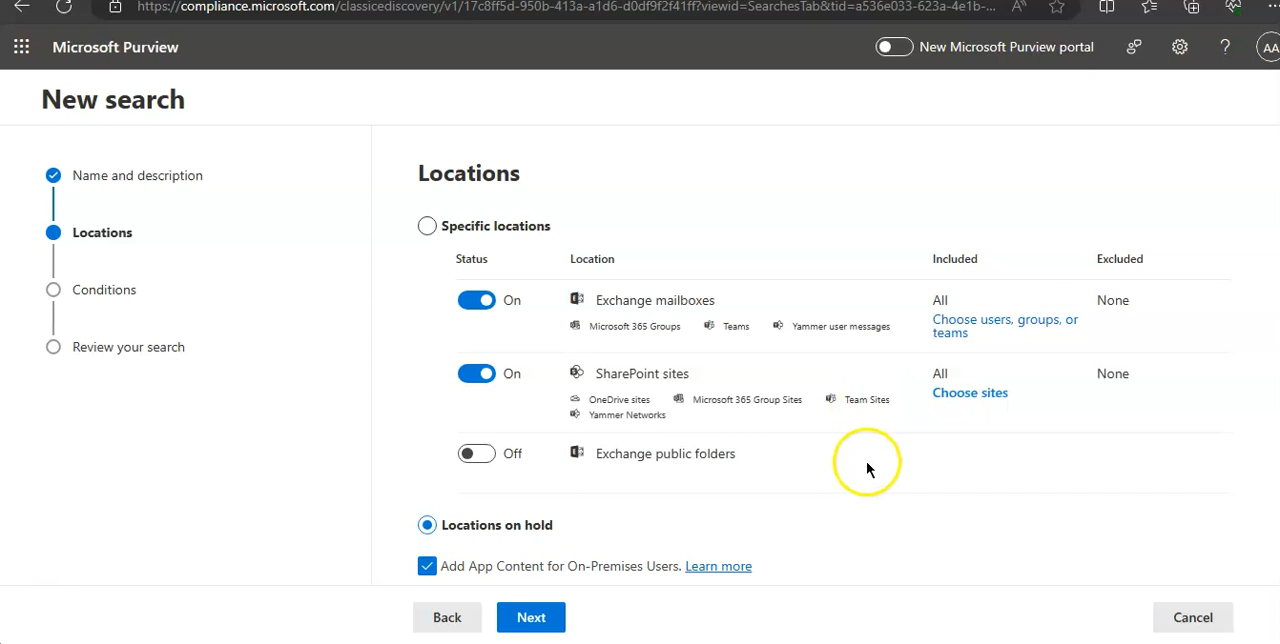 https://compliance.microsoft.com/classicediscovery/v1/17c8ff5d-950b-413a-a1d6-d0df9f2f41ff?viewid=SearchesTab&tid=a536e033-623a-4e1b-...
Microsoft Purview
New Microsoft Purview portal
?
AA
New search
Name and description
Locations
Conditions
Review your search
Locations
Specific locations
Status Location Included Excluded
On Exchange mailboxes All None
Microsoft 365 Groups Teams Yammer user messages
Choose users, groups, or
teams
On SharePoint sites All None
OneDrive sites Microsoft 365 Group Sites Team Sites
Yammer Networks
Choose sites
Off Exchange public folders
Locations on hold
Add App Content for On-Premises Users. Learn more
Back Next Cancel